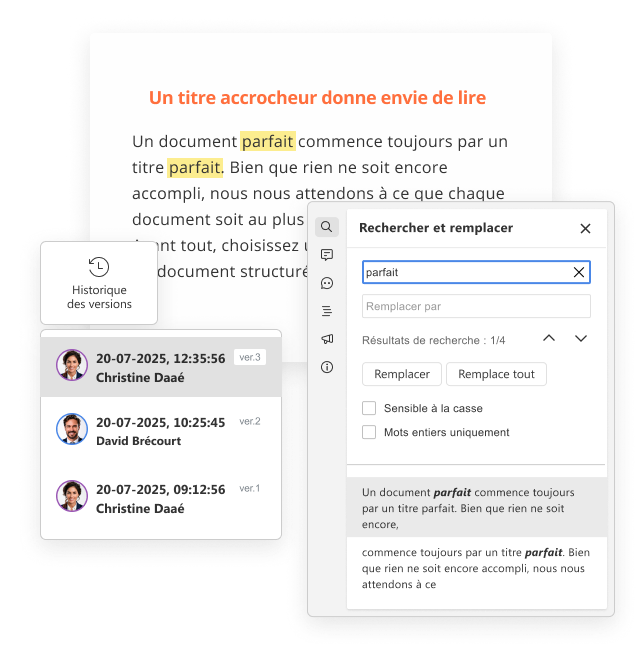 Un titre accrocheur donne envie de lire
Un document parfait commence toujours par un
titre parfait. Bien que rien ne soit encore
accompli, nous nous attendons à ce que chaque
document soit au plus
tout, choisissez
document structuré
Historique
des versions
20-07-2025, 12:35:56 ver.3
Christine Daaé
20-07-2025, 10:25:45 ver.2
David Brécourt
20-07-2025, 09:12:56 ver.1
Christine Daaé
Rechercher et remplacer
parfait
Remplacer par
Résultats de recherche : 1/4
Remplacer Remplace tout
Sensible à la casse
Mots entiers uniquement
Un document parfait commence toujours
par un titre parfait. Bien que rien ne soit
encore,
commence toujours par un titre parfait. Bien
que rien ne soit encore accompli, nous nous
attendons à ce